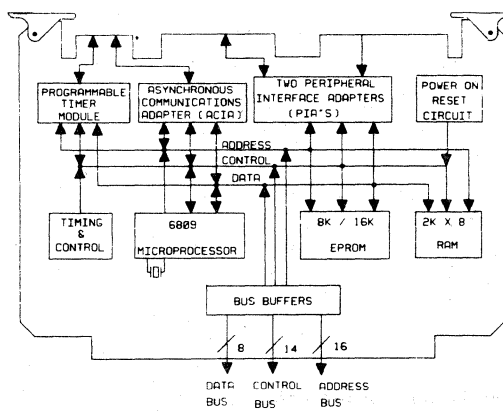 PROGRAMMABLE
TIMER
MODULE
ASYNCHRONOUS
COMMUNICATIONS
ADAPTER (ACIA)
TWO PERIPHERAL
INTERFACE ADAPTERS
(PIA'S)
POWER ON
RESET
CIRCUIT
ADDRESS
CONTROL
DATA
TIMING
&
CONTROL
6809
MICROPROCESSOR
8K / 16K
EPROM
2K X 8
RAM
BUS BUFFERS
8
14
16
DATA
BUS
CONTROL
BUS
ADDRESS
BUS